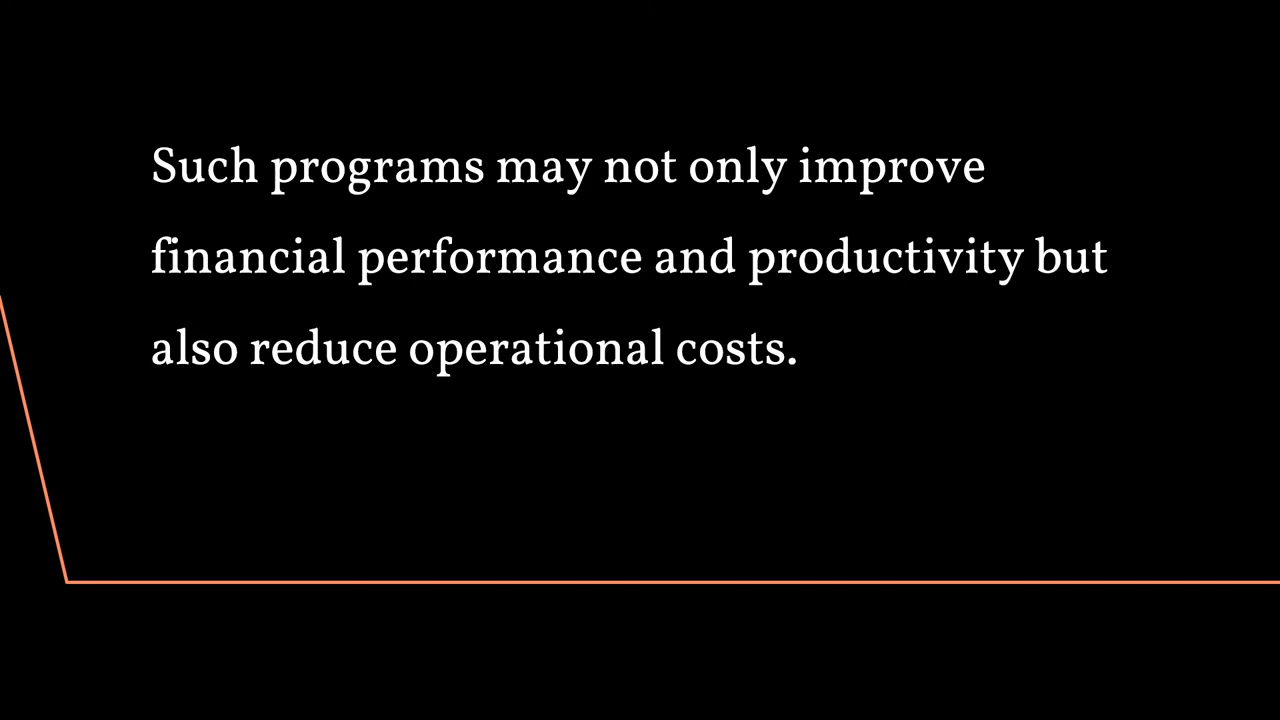 Such programs may not only improve
financial performance and productivity but
also reduce operational costs.